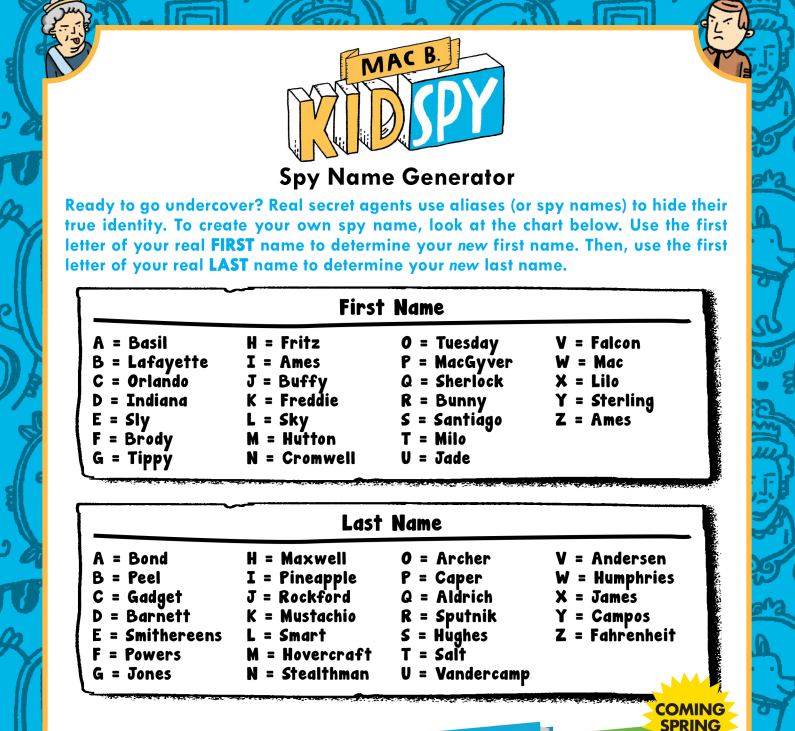 MAC B.
KID SPY
Spy Name Generator
Ready to go undercover? Real secret agents use aliases (or spy names) to hide their
true identity. To create your own spy name, look at the chart below. Use the first
letter of your real FIRST name to determine your new first name. Then, use the first
letter of your real LAST name to determine your new last name.
First Name
A = Basil
B = Lafayette
C = Orlando
D = Indiana
E = Sly
F = Brody
G = Tippy
H = Fritz
I = Ames
J = Buffy
K = Freddie
L = Sky
M = Hutton
N = Cromwell
O = Tuesday
P = MacGyver
Q = Sherlock
R = Bunny
S = Santiago
T = Milo
U = Jade
V = Falcon
W = Mac
X = Lilo
Y = Sterling
Z = Ames
Last Name
A = Bond
B = Peel
C = Gadget
D = Barnett
E = Smithereens
F = Powers
G = Jones
H = Maxwell
I = Pineapple
J = Rockford
K = Mustachio
L = Smart
M = Hovercraft
N = Stealthman
O = Archer
P = Caper
Q = Aldrich
R = Sputnik
S = Hughes
T = Salt
U = Vandercamp
V = Andersen
W = Humphries
X = James
Y = Campos
Z = Fahrenheit
COMING
SPRING